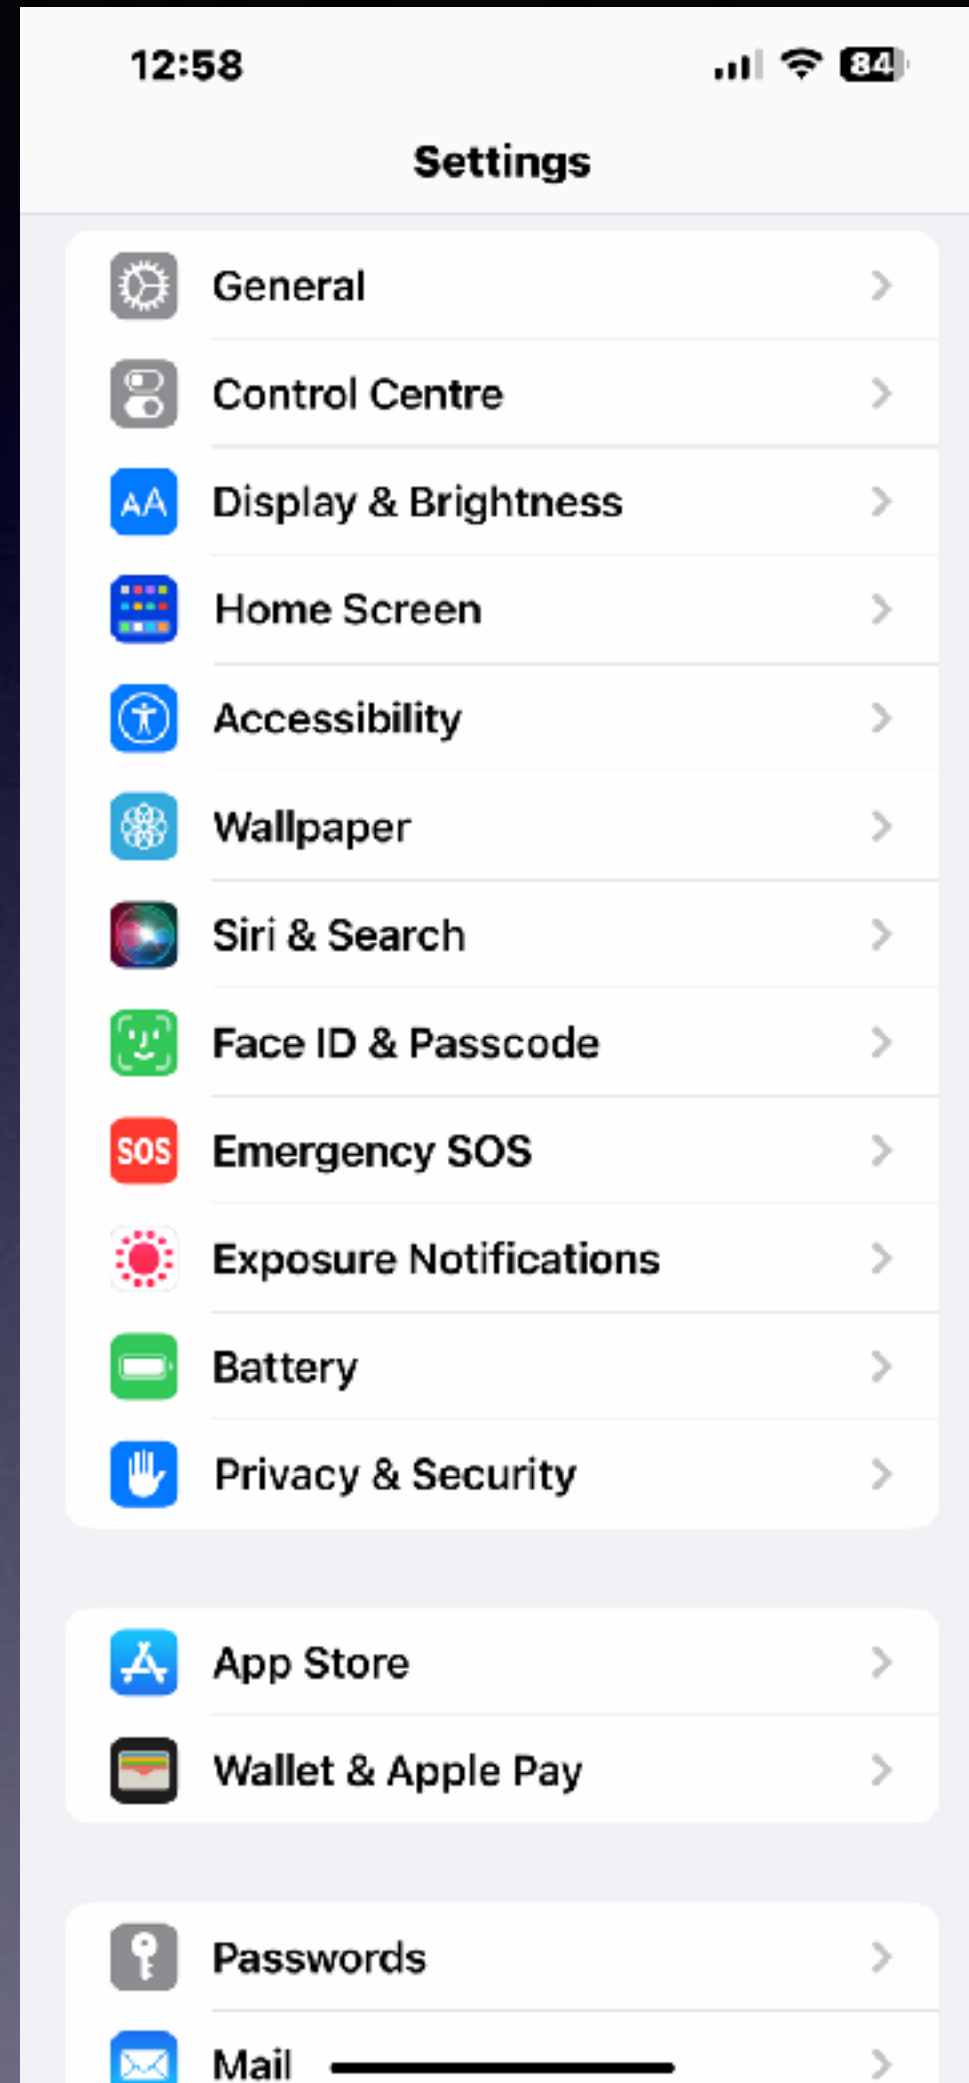 12:58
84
Settings
General
Control Centre
AA
Display & Brightness
Home Screen
Accessibility
Wallpaper
Siri & Search
Face ID & Passcode
SOS
Emergency SOS
Exposure Notifications
Battery
Privacy & Security
App Store
Wallet & Apple Pay
Passwords
Mail